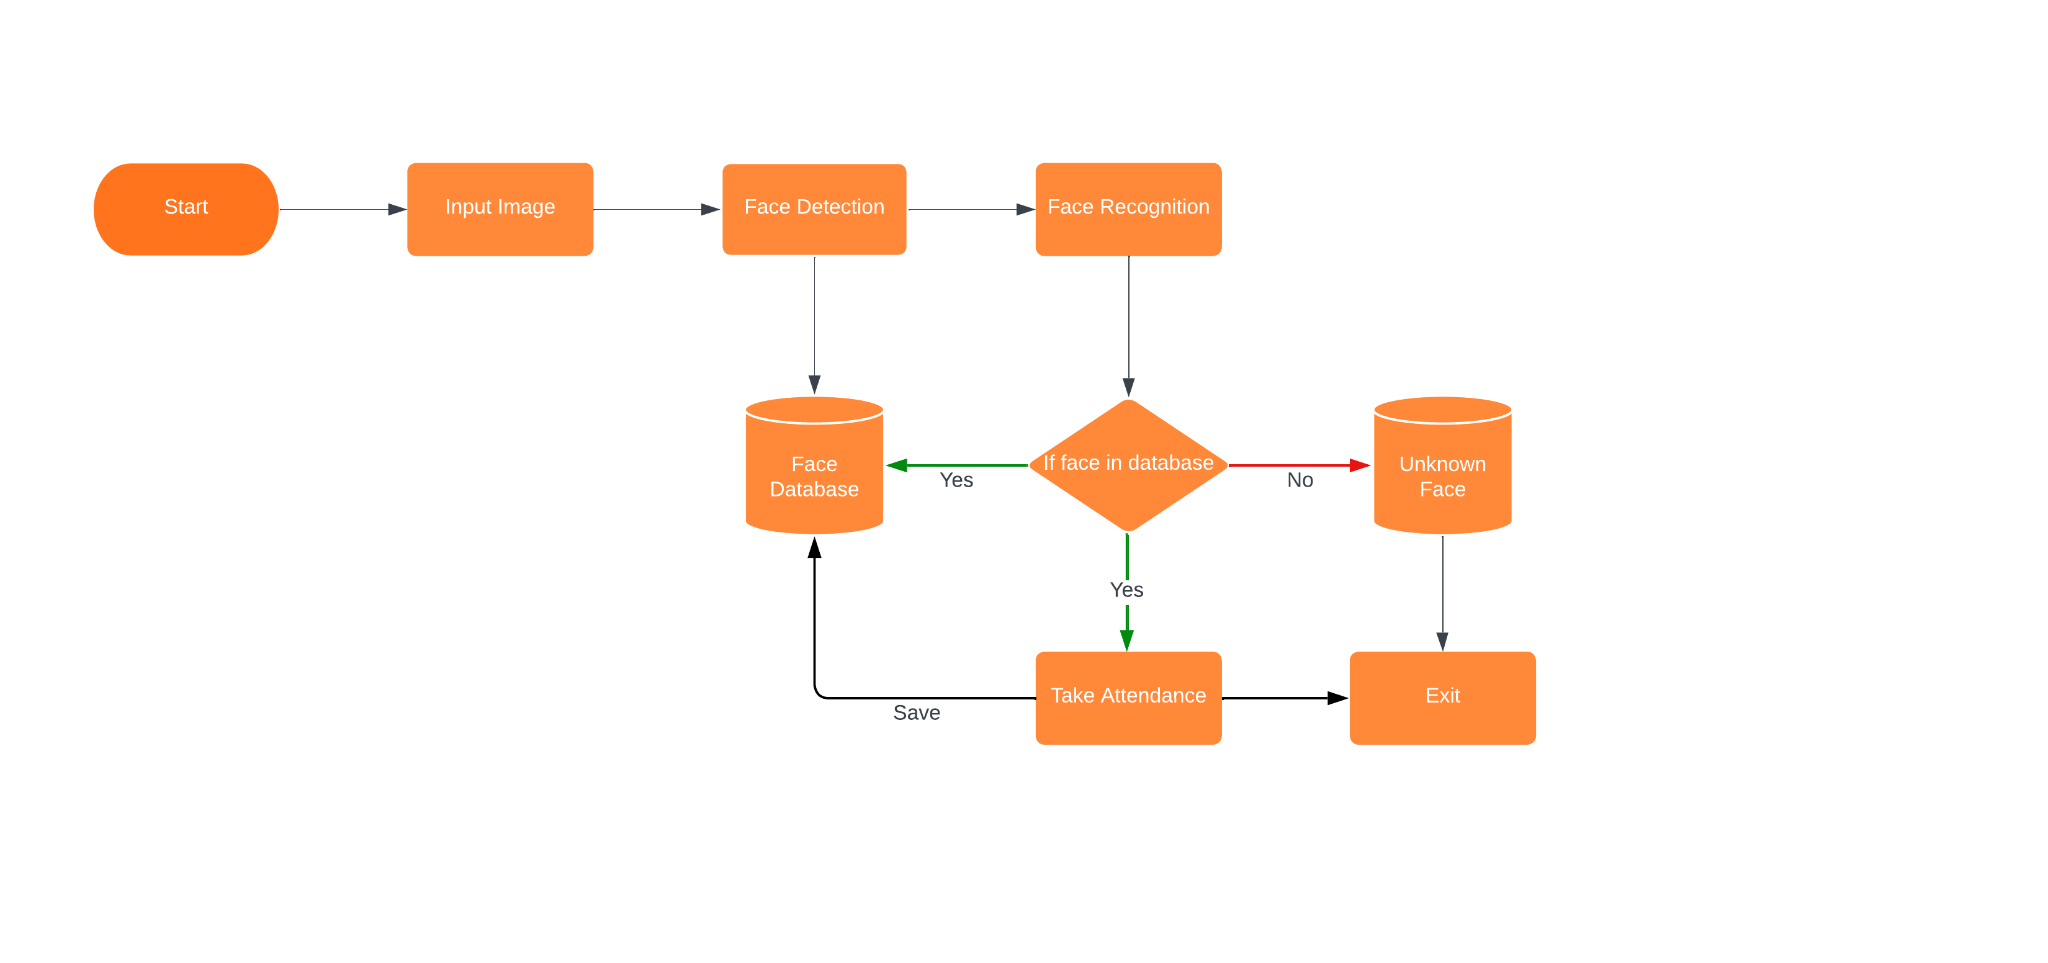 Start
Input Image
Face Detection
Face Recognition
Face
Database
Yes
If face in database
No
Unknown
Face
Yes
Save
Take Attendance
Exit